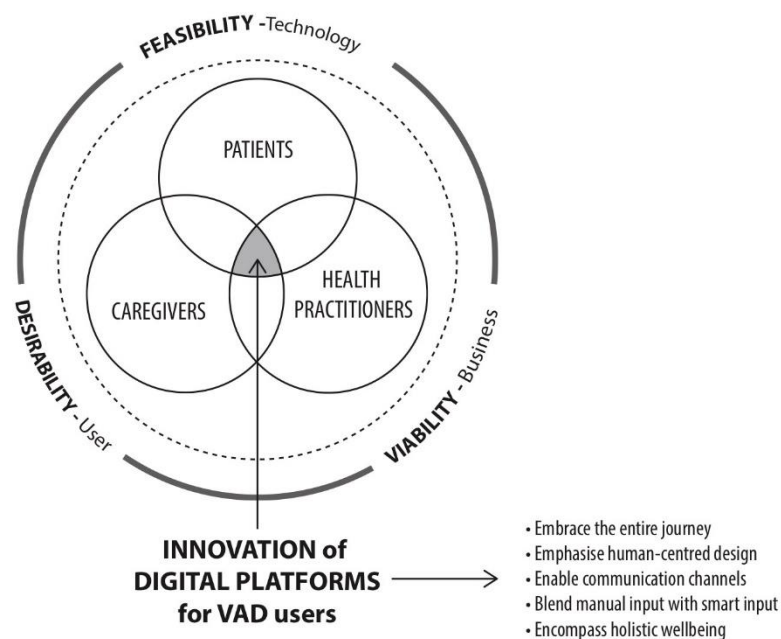 FEASIBILITY - Technology
PATIENTS
CAREGIVERS
HEALTH
PRACTITIONERS
DESIRABILITY - User
VIABILITY - Business
INNOVATION of
DIGITAL PLATFORMS
for VAD users
• Embrace the entire journey
• Emphasise human-centred design
• Enable communication channels
• Blend manual input with smart input
• Encompass holistic wellbeing